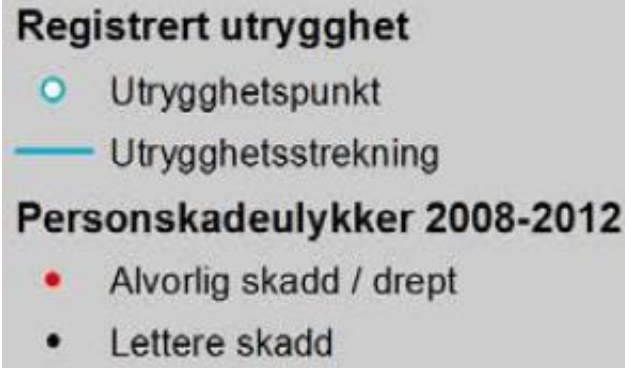 Registrert utrygghet
Utrygghetspunkt
Utrygghetsstrekning
Personskadeulykker 2008-2012
Alvorlig skadd / drept
Lettere skadd